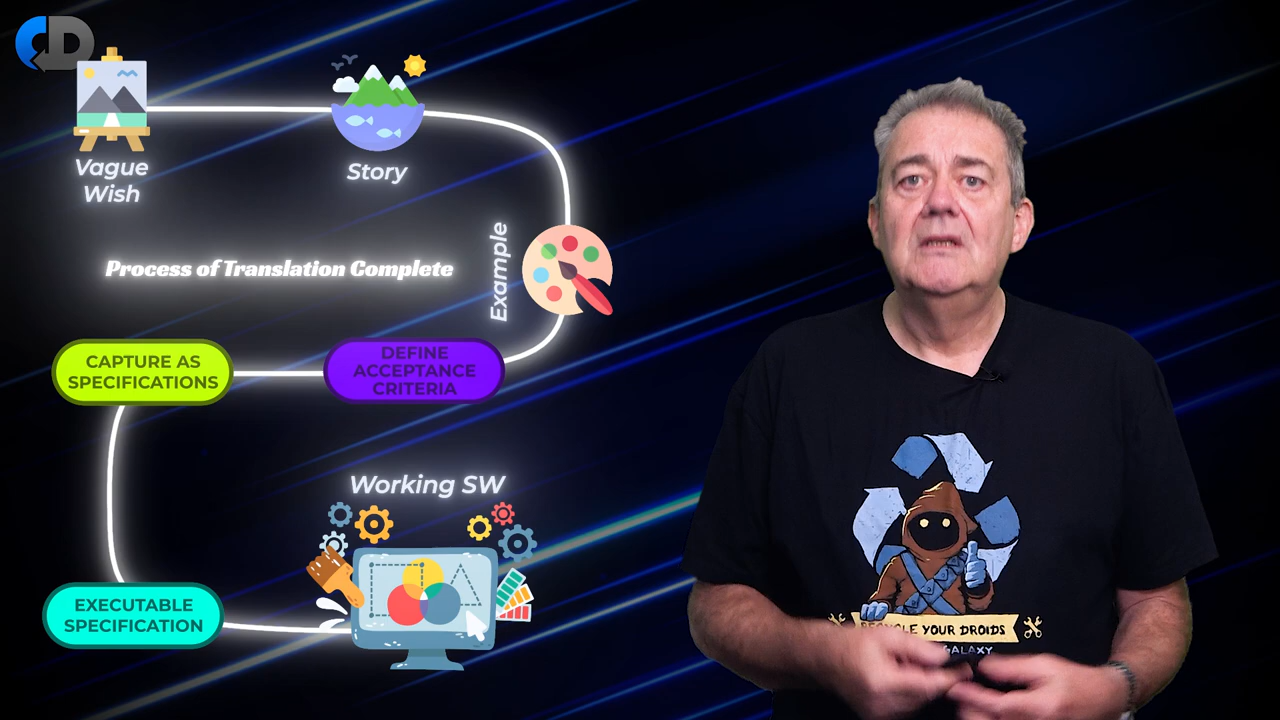 CD
Vague
Wish
Story
Example
Process of Translation Complete
CAPTURE AS
SPECIFICATIONS
DEFINE
ACCEPTANCE
CRITERIA
Working SW
EXECUTABLE
SPECIFICATION
RECYCLE YOUR DROIDS
GALAXY